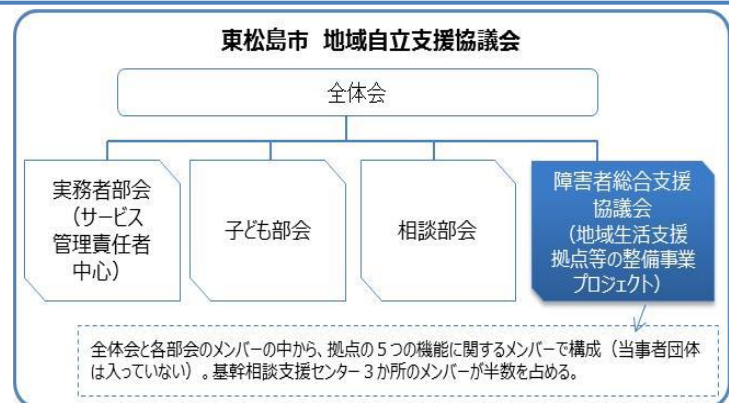 東松島市 地域自立支援協議会
全体会
実務者部会
(サービス
管理責任者
中心)
子ども部会
相談部会
障害者総合支援
協議会
(地域生活支援
拠点等の整備事業
プロジェクト)
全体会と各部会のメンバーの中から、拠点の5つの機能に関するメンバーで構成(当事者団体
は入っていない)。基幹相談支援センター3か所のメンバーが半数を占める。